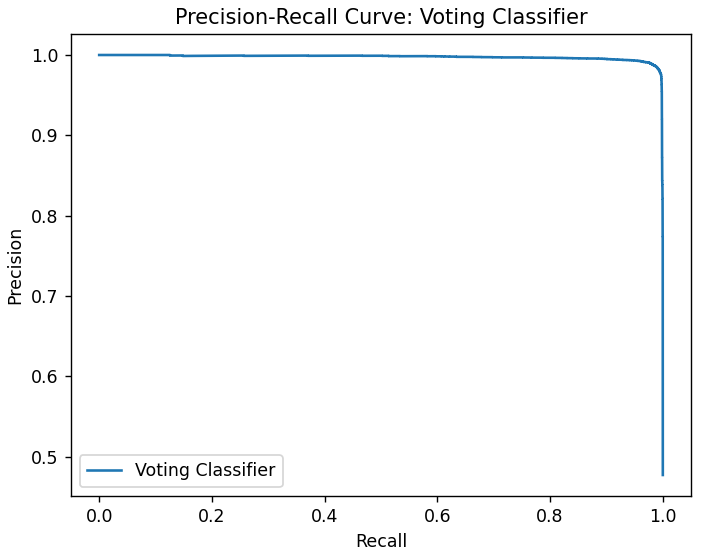 Precision-Recall Curve: Voting Classifier
1.0
0.9
0.8
0.7
0.6
0.5
Precision
Voting Classifier
0.0 0.2 0.4 0.6 0.8 1.0
Recall